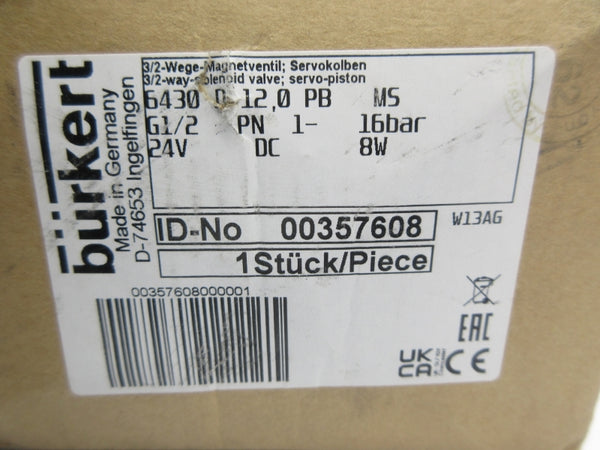 bürkert
Made in Germany
D-74653 Ingelfingen
3/2-Wege-Magnetventil; Servokolben
3/2-way-solenoid valve; servo-piston
6430 12,0 PB MS
G1/2 PN 1- 16bar
24V DC 8W
ID-No 00357608
W13AG
1Stück/Piece
00357608000001
EAC
UK
CA CE